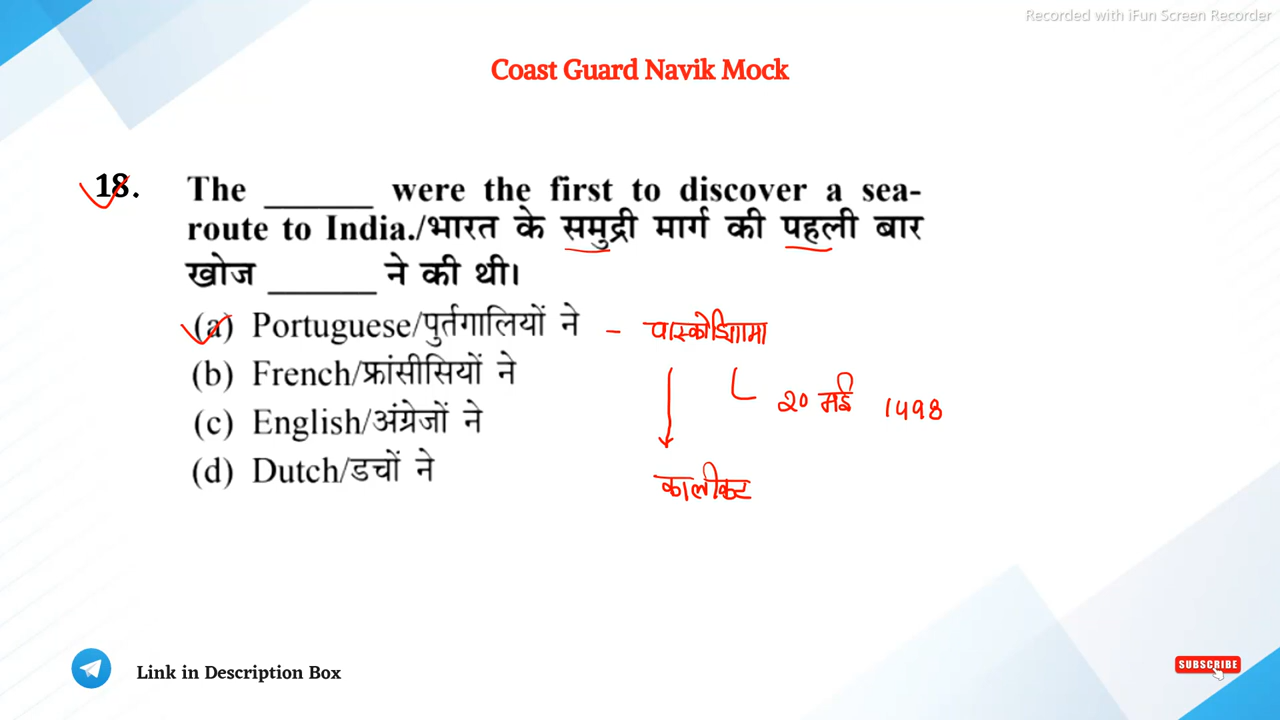 Recorded with iFun Screen Recorder
Coast Guard Navik Mock
18. The ______ were the first to discover a sea-
route to India./भारत के समुद्री मार्ग की पहली बार
खोज ______ ने की थी।
(a) Portuguese/पुर्तगालियों ने - वास्कोडिगामा
(b) French/फ्रांसीसियों ने
20 मई 1498
(c) English/अंग्रेजों ने
(d) Dutch/डचों ने
कालीकट
Link in Description Box
SUBSCRIBE